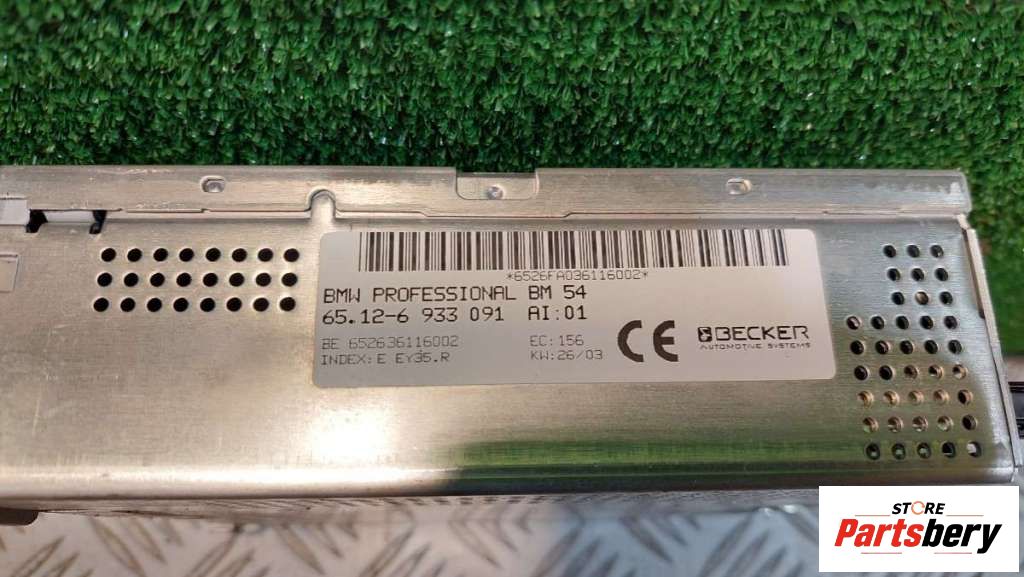 *6526FA036116002*
BMW PROFESSIONAL BM 54
65.12-6 933 091 AI:01
BE 652636116002 EC:156
INDEX:E EY35.R KW:26/03
CE
BECKER
AUTOMOTIVE SYSTEMS
STORE
Partsbery